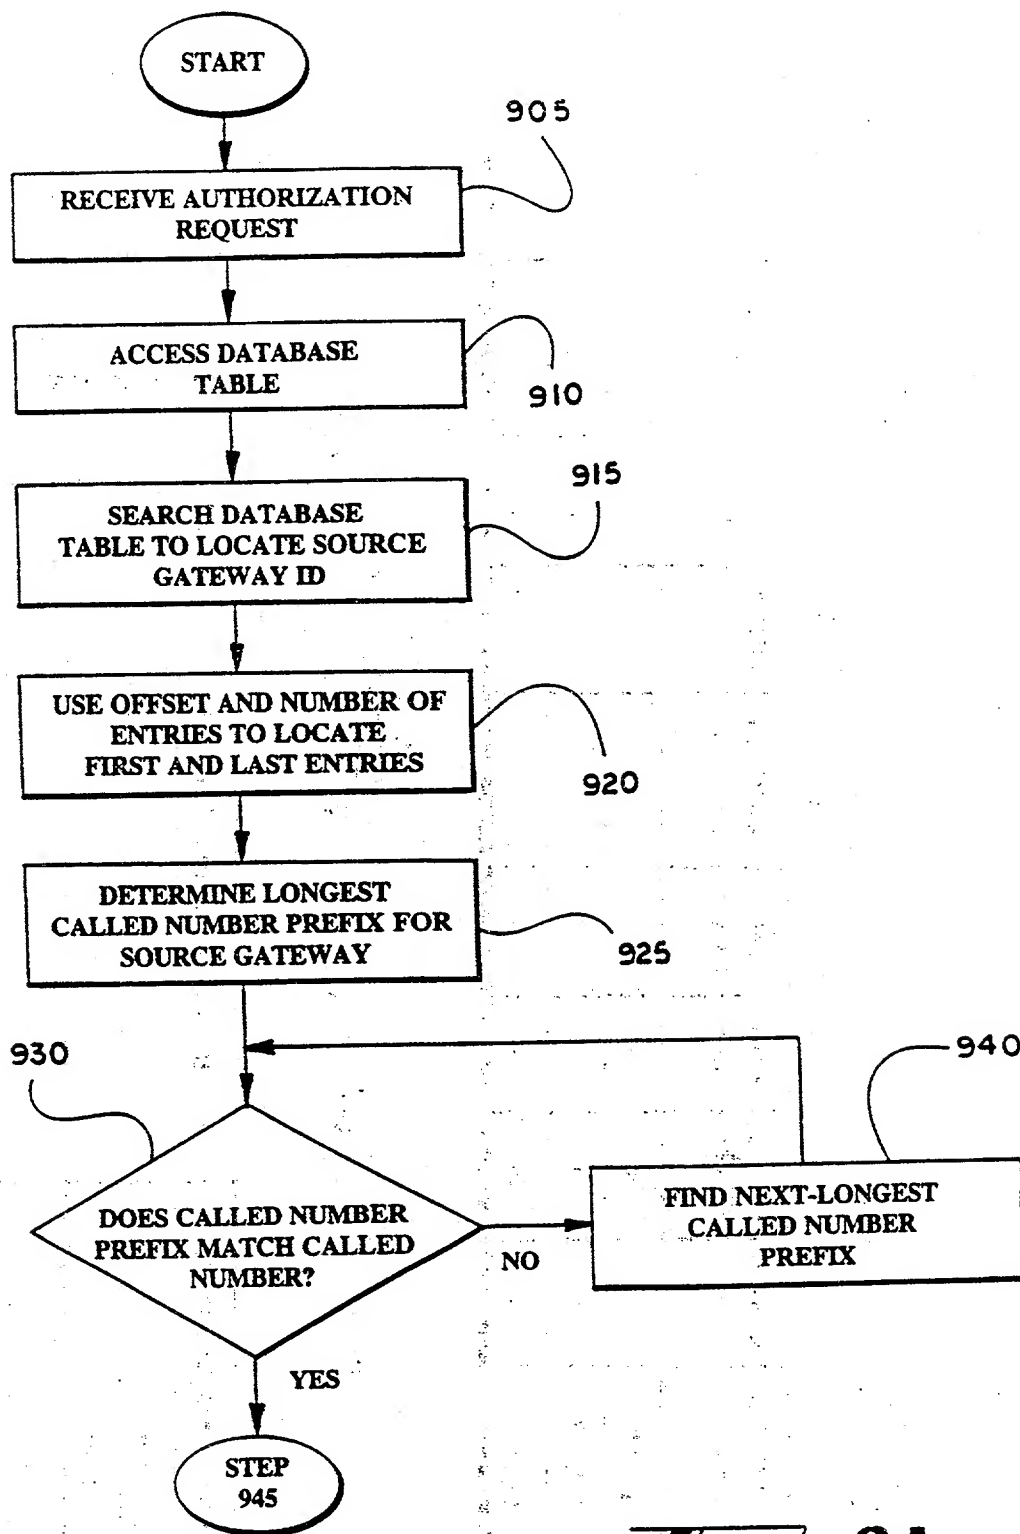 START
905
RECEIVE AUTHORIZATION
REQUEST
ACCESS DATABASE
TABLE
910
915
SEARCH DATABASE
TABLE TO LOCATE SOURCE
GATEWAY ID
USE OFFSET AND NUMBER OF
ENTRIES TO LOCATE
FIRST AND LAST ENTRIES
920
DETERMINE LONGEST
CALLED NUMBER PREFIX FOR
SOURCE GATEWAY
925
930
940
DOES CALLED NUMBER
PREFIX MATCH CALLED
NUMBER?
NO
FIND NEXT-LONGEST
CALLED NUMBER
PREFIX
YES
STEP
945